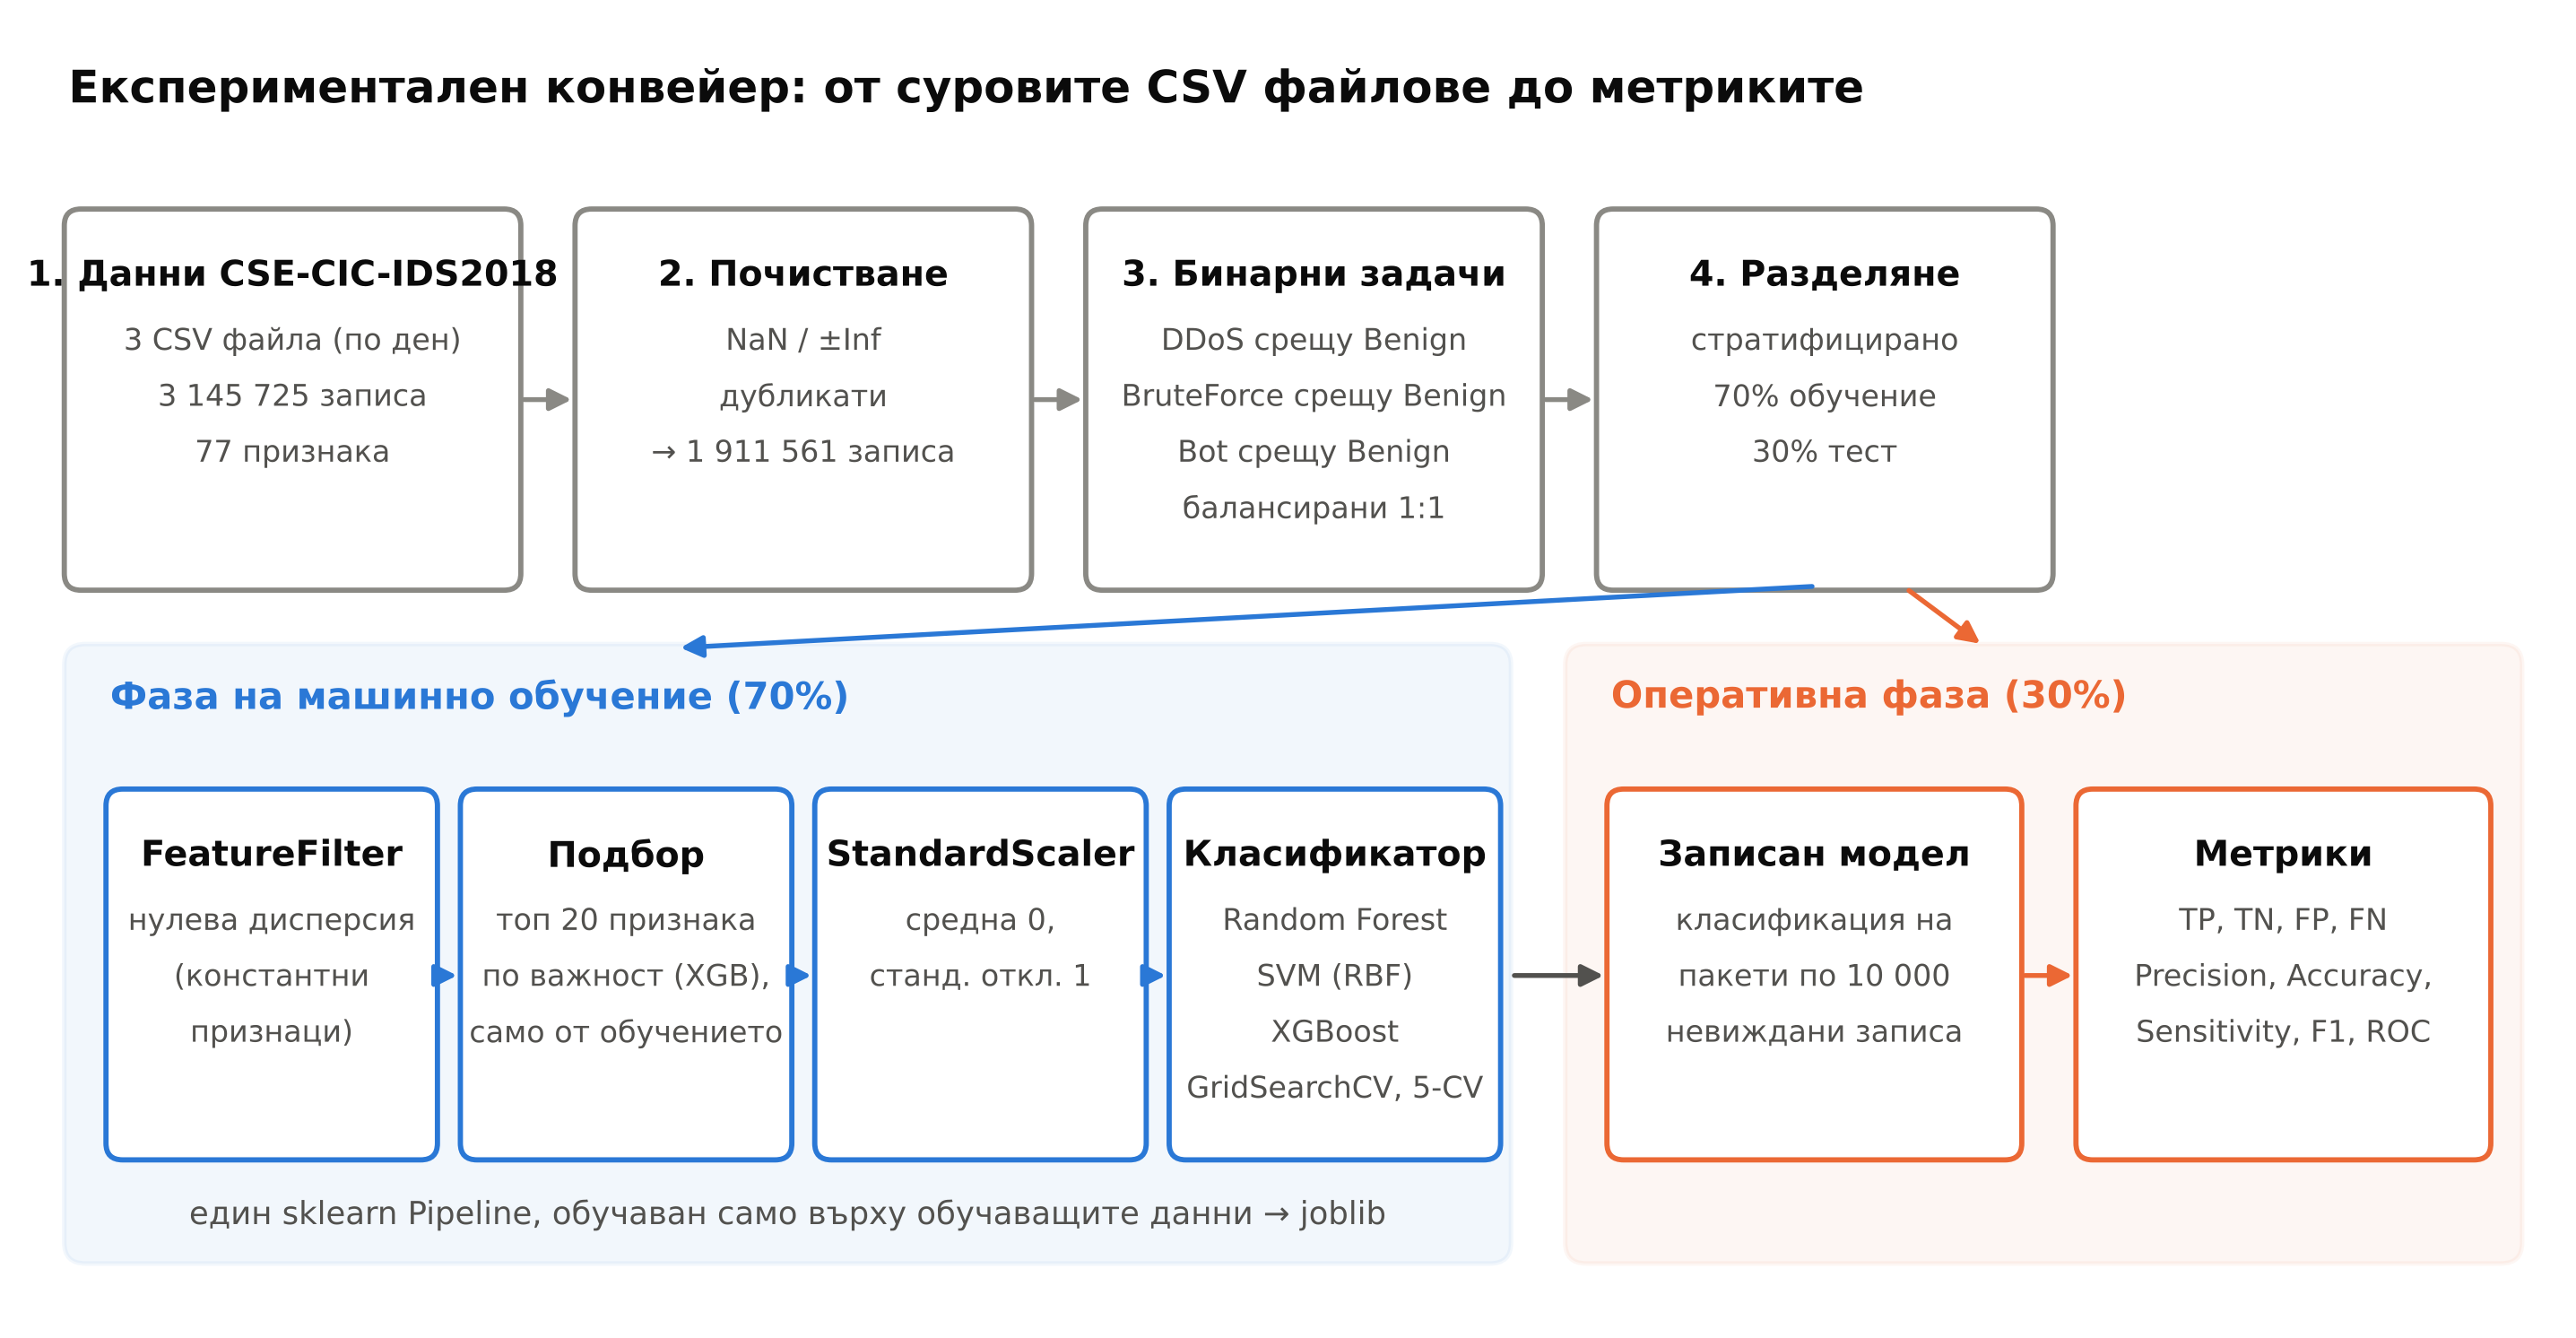 Експериментален конвейер: от суровите CSV файлове до метриките
1. Данни CSE-CIC-IDS2018
3 CSV файла (по ден)
3 145 725 записа
77 признака
2. Почистване
NaN / ±Inf
дубликати
→ 1 911 561 записа
3. Бинарни задачи
DDoS срещу Benign
BruteForce срещу Benign
Bot срещу Benign
балансирани 1:1
4. Разделяне
стратифицирано
70% обучение
30% тест
Фаза на машинно обучение (70%)
FeatureFilter
нулева дисперсия
(константни
признаци)
Подбор
топ 20 признака
по важност (XGB),
само от обучението
StandardScaler
средна 0,
станд. откл. 1
Класификатор
Random Forest
SVM (RBF)
XGBoost
GridSearchCV, 5-CV
един sklearn Pipeline, обучаван само върху обучаващите данни → joblib
Оперативна фаза (30%)
Записан модел
класификация на
пакети по 10 000
невиждани записа
Метрики
TP, TN, FP, FN
Precision, Accuracy,
Sensitivity, F1, ROC